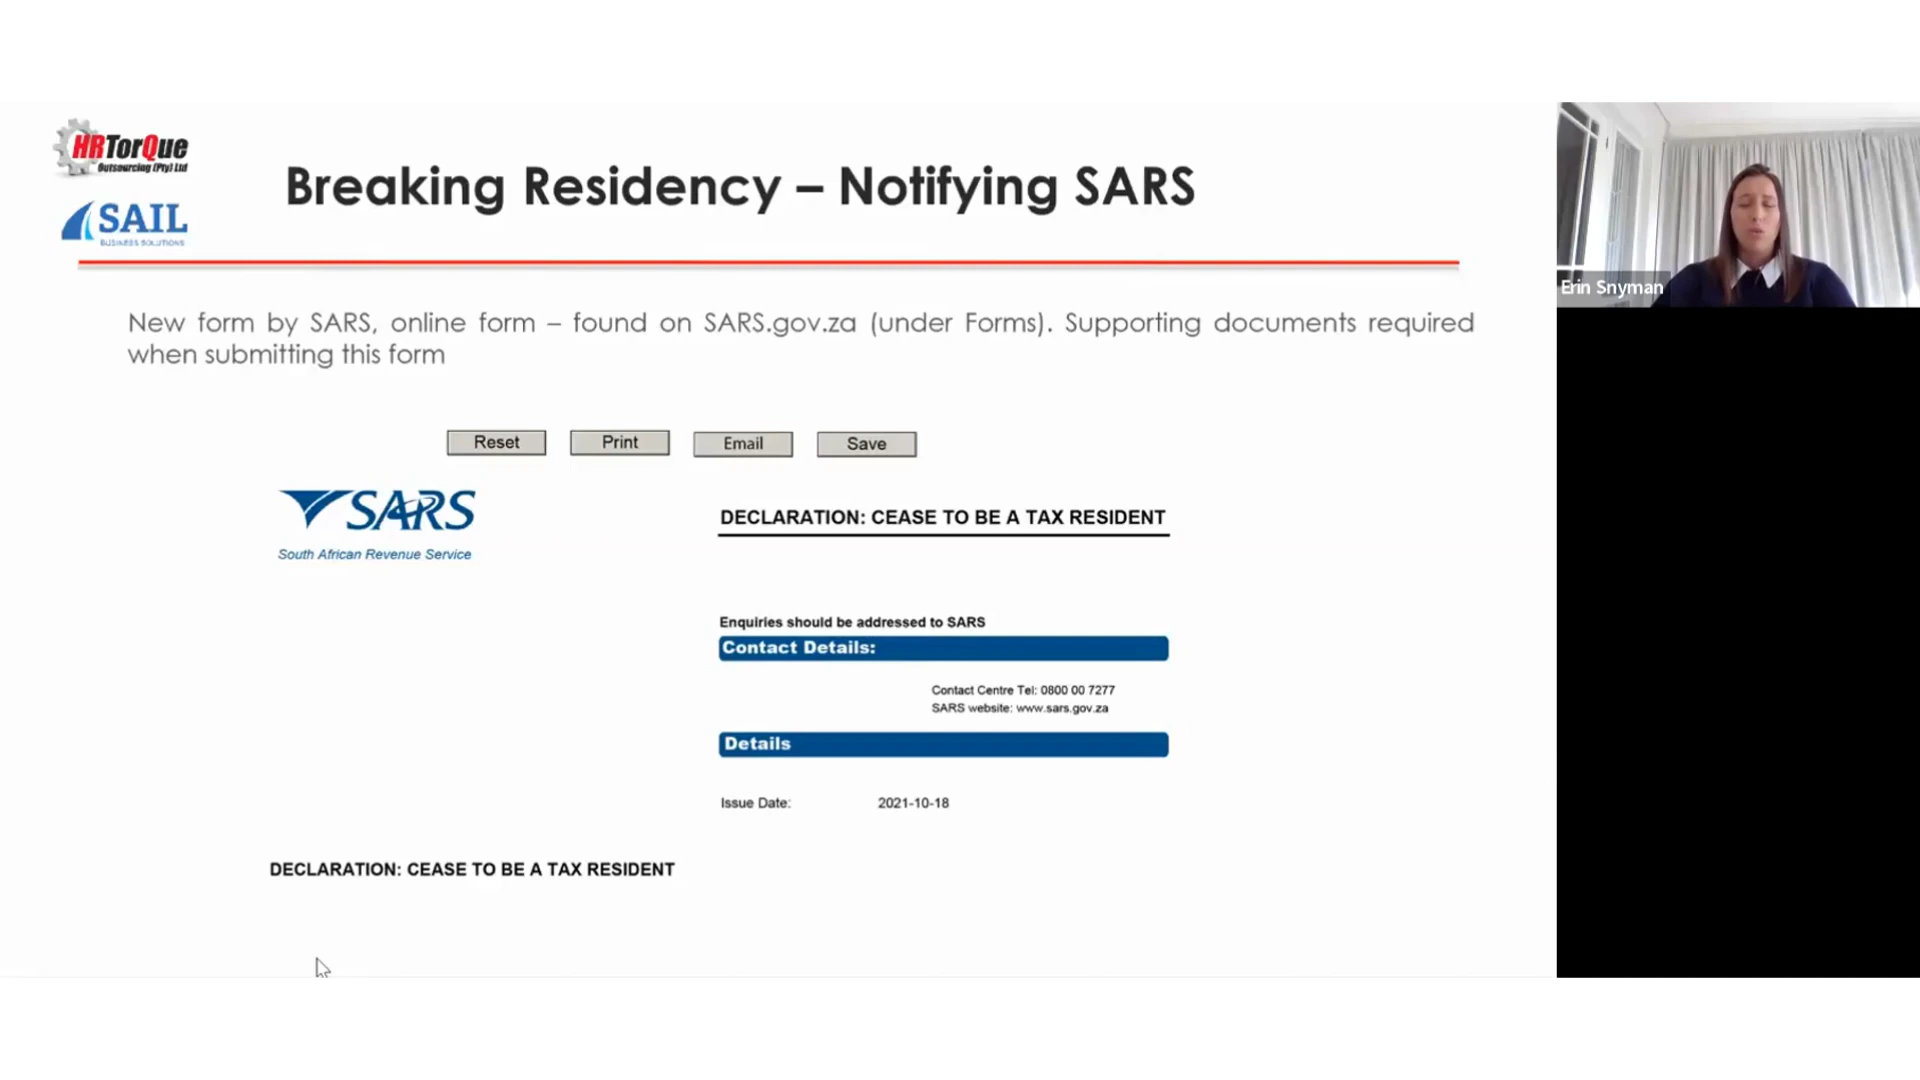 HRTorQue
Outsourcing (Pty) Ltd
SAIL
BUSINESS SOLUTIONS
Breaking Residency – Notifying SARS
New form by SARS, online form – found on SARS.gov.za (under Forms). Supporting documents required
when submitting this form
Reset Print Email Save
SARS
South African Revenue Service
DECLARATION: CEASE TO BE A TAX RESIDENT
Enquiries should be addressed to SARS
Contact Details:
Contact Centre Tel: 0800 00 7277
SARS website: www.sars.gov.za
Details
Issue Date: 2021-10-18
DECLARATION: CEASE TO BE A TAX RESIDENT
Erin Snyman